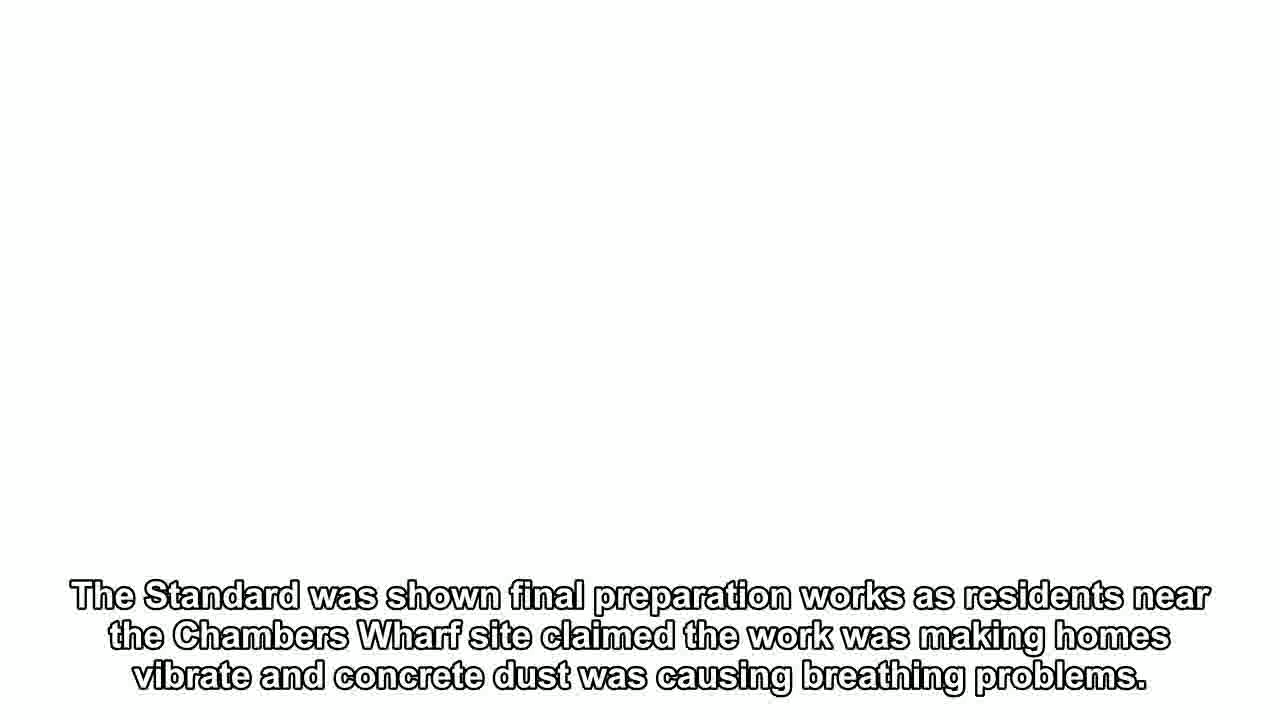 The Standard was shown final preparation works as residents near
the Chambers Wharf site claimed the work was making homes
vibrate and concrete dust was causing breathing problems.